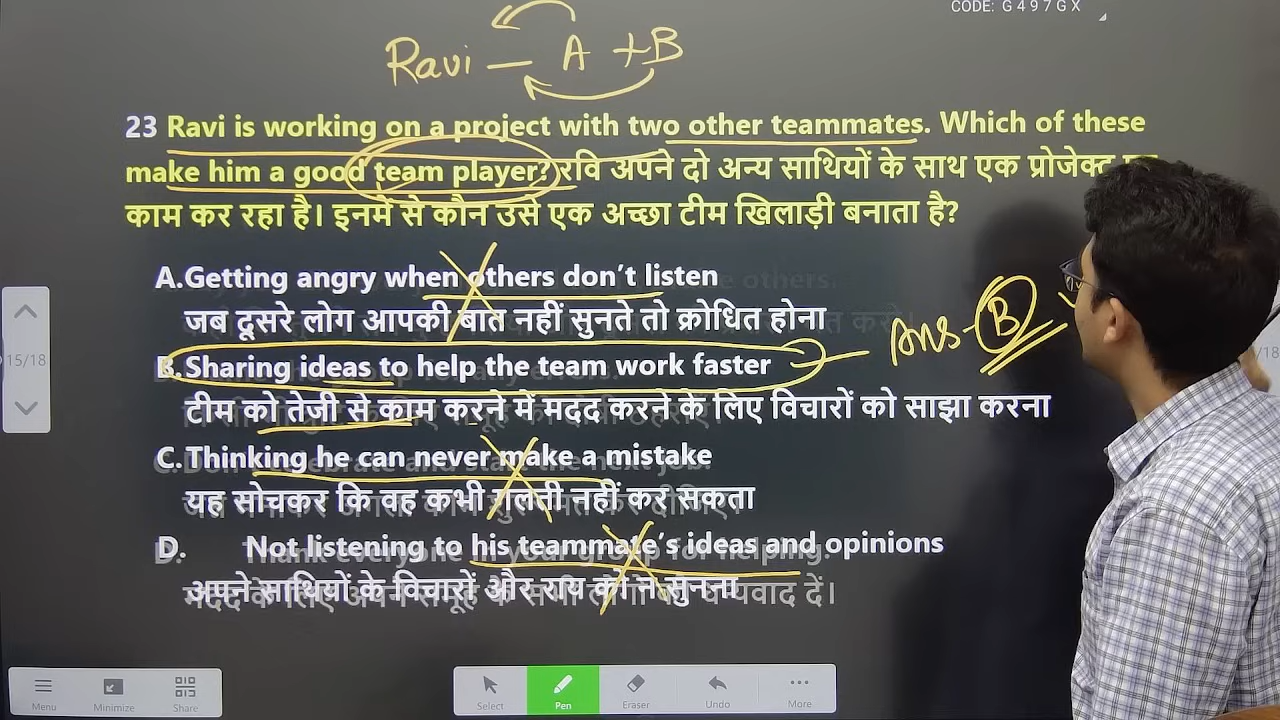 CODE: G497GX
Ravi — A + B
23 Ravi is working on a project with two other teammates. Which of these
make him a good team player? रवि अपने दो अन्य साथियों के साथ एक प्रोजेक्ट
काम कर रहा है। इनमें से कौन उसे एक अच्छा टीम खिलाड़ी बनाता है?
A.Getting angry when others don't listen
जब दूसरे लोग आपकी बात नहीं सुनते तो क्रोधित होना
Ans - B
B.Sharing ideas to help the team work faster
टीम को तेजी से काम करने में मदद करने के लिए विचारों को साझा करना
C.Thinking he can never make a mistake
यह सोचकर कि वह कभी गलती नहीं कर सकता
D. Not listening to his teammate's ideas and opinions
अपने साथियों के विचारों और राय को न सुनना
15/18
Menu Minimize Share
Select Pen Eraser Undo More